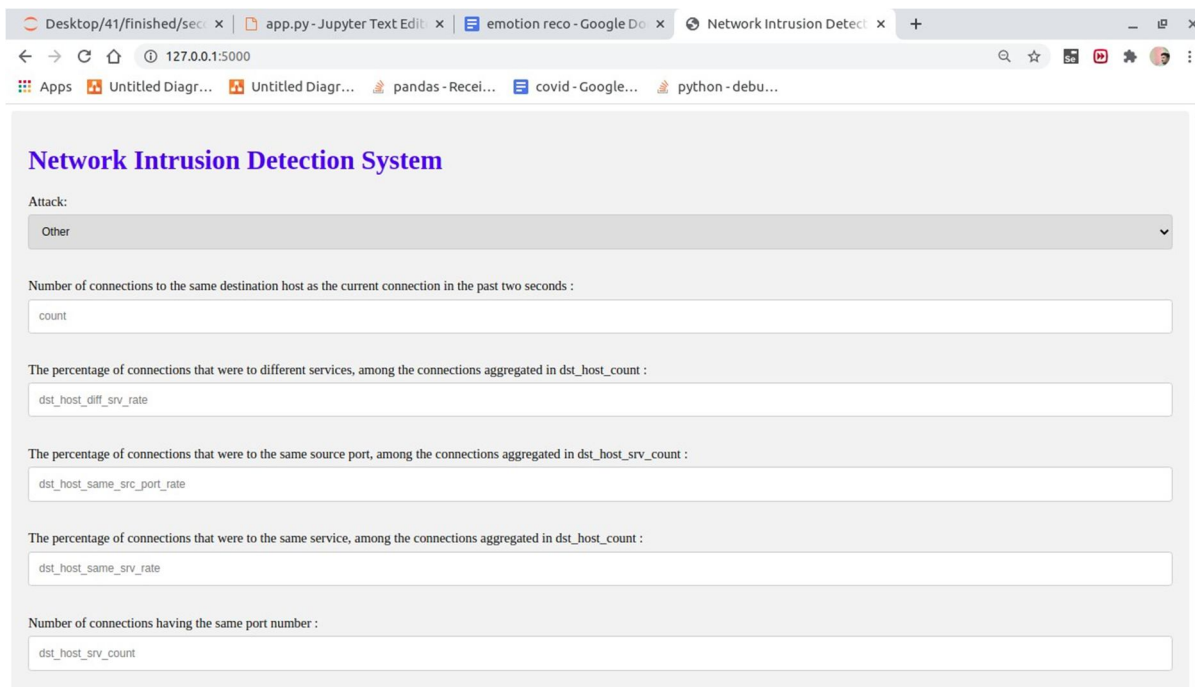 Desktop/41/finished/secu
app.py - Jupyter Text Edit
emotion reco - Google Do
Network Intrusion Detect
127.0.0.1:5000
Se
Apps
Untitled Diagr...
Untitled Diagr...
pandas - Recei...
covid - Google...
python - debu...
Network Intrusion Detection System
Attack:
Other
Number of connections to the same destination host as the current connection in the past two seconds :
count
The percentage of connections that were to different services, among the connections aggregated in dst_host_count :
dst_host_diff_srv_rate
The percentage of connections that were to the same source port, among the connections aggregated in dst_host_srv_count :
dst_host_same_src_port_rate
The percentage of connections that were to the same service, among the connections aggregated in dst_host_count :
dst_host_same_srv_rate
Number of connections having the same port number :
dst_host_srv_count